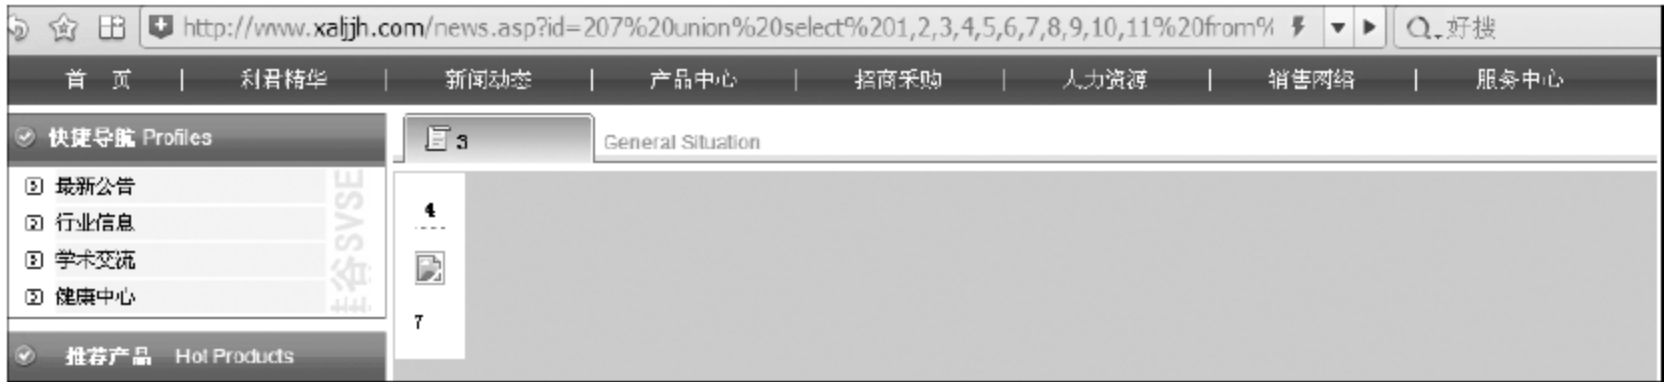 http://www.xaljjh.com/news.asp?id=207%20union%20select%201,2,3,4,5,6,7,8,9,10,11%20from% 好搜
首 页 | 利君精华 | 新闻动态 | 产品中心 | 招商采购 | 人力资源 | 销售网络 | 服务中心
快捷导航 Profiles
3 General Situation
最新公告
行业信息
学术交流
健康中心
4
7
推荐产品 Hot Products